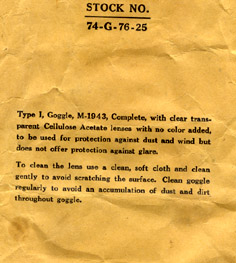 STOCK NO.
74-G-76-25
Type I, Goggle, M-1943, Complete, with clear trans-
parent Cellulose Acetate lenses with no color added,
to be used for protection against dust and wind but
does not offer protection against glare.
To clean the lens use a clean, soft cloth and clean
gently to avoid scratching the surface. Clean goggle
regularly to avoid an accumulation of dust and dirt
throughout goggle.